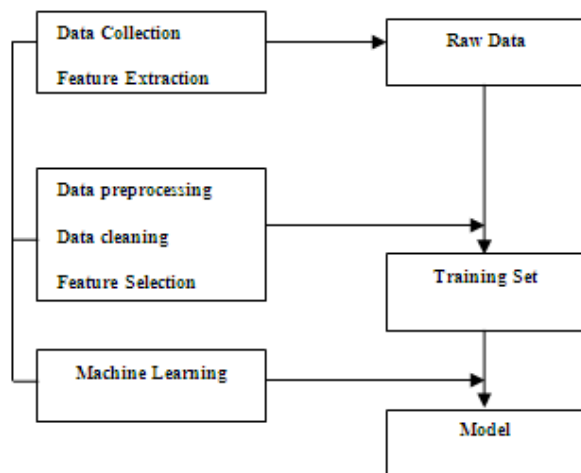 Data Collection
Feature Extraction
Raw Data
Data preprocessing
Data cleaning
Feature Selection
Training Set
Machine Learning
Model